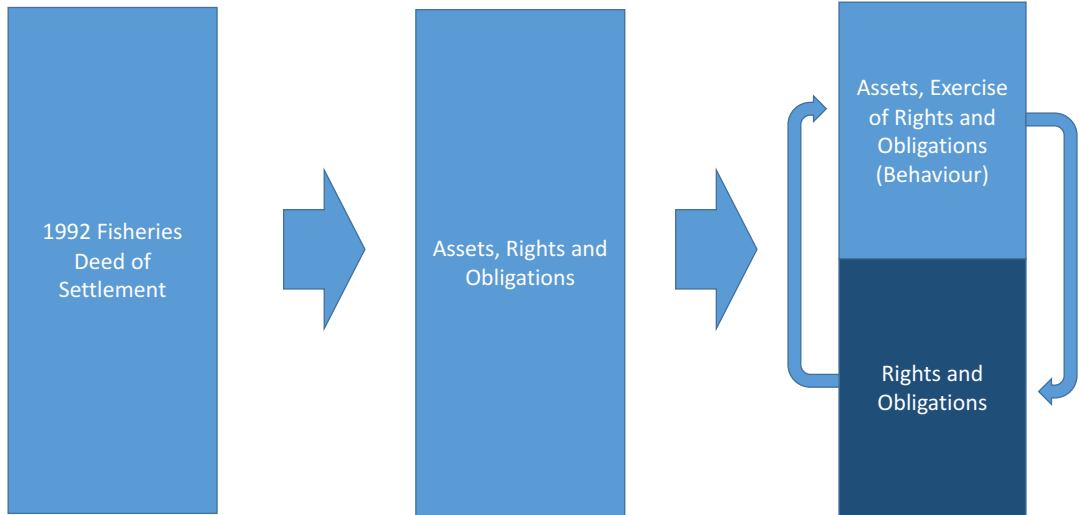 1992 Fisheries
Deed of
Settlement
Assets, Rights and
Obligations
Assets, Exercise
of Rights and
Obligations
(Behaviour)
Rights and
Obligations